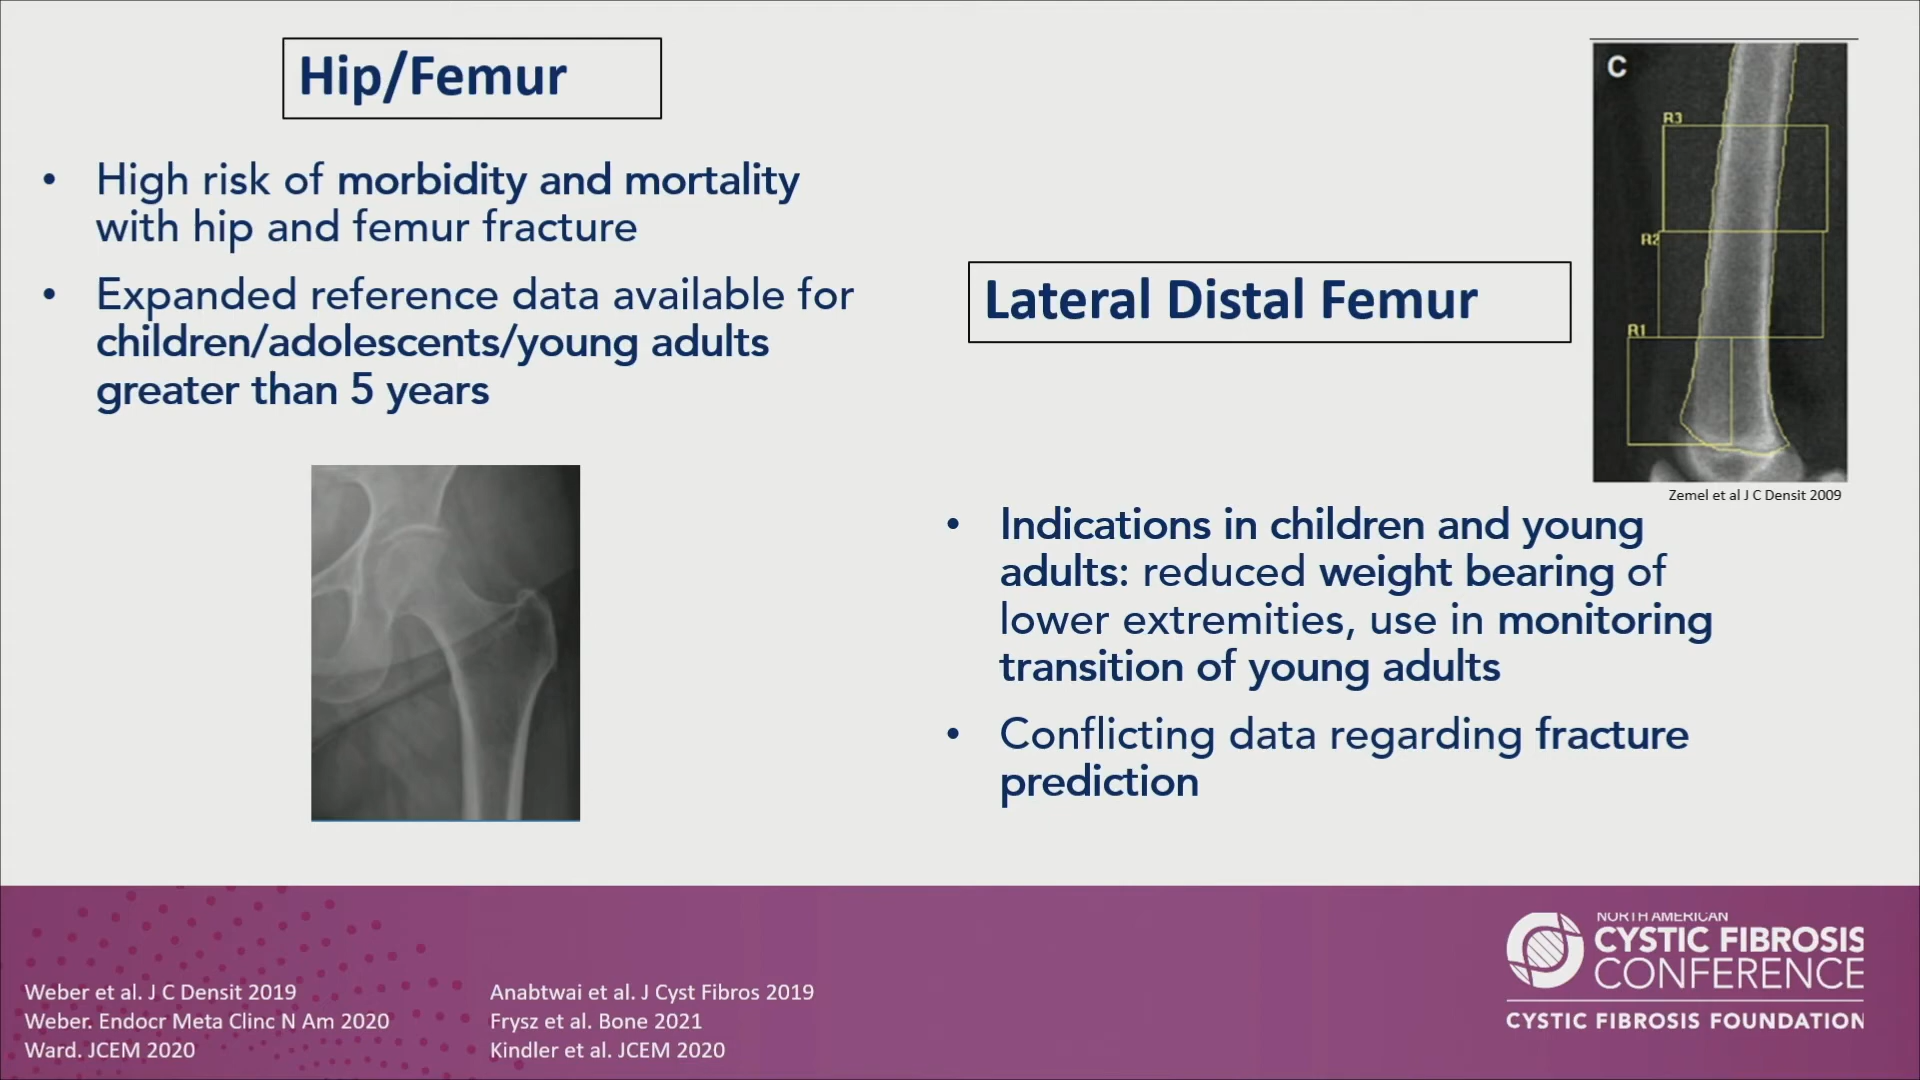 Hip/Femur
• High risk of morbidity and mortality
with hip and femur fracture
• Expanded reference data available for
children/adolescents/young adults
greater than 5 years
Lateral Distal Femur
C
R3
R2
R1
Zemel et al J C Densit 2009
• Indications in children and young
adults: reduced weight bearing of
lower extremities, use in monitoring
transition of young adults
• Conflicting data regarding fracture
prediction
Weber et al. J C Densit 2019
Weber. Endocr Meta Clinc N Am 2020
Ward. JCEM 2020
Anabtwai et al. J Cyst Fibros 2019
Frysz et al. Bone 2021
Kindler et al. JCEM 2020
NORTH AMERICAN
CYSTIC FIBROSIS
CONFERENCE
CYSTIC FIBROSIS FOUNDATION